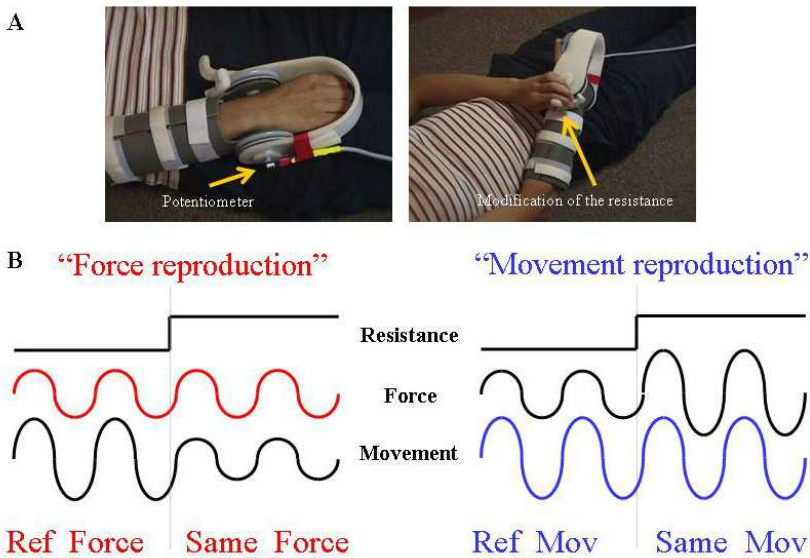 A
Potentiometer
Modification of the resistance
B
“Force reproduction”
“Movement reproduction”
Resistance
Force
Movement
Ref Force
Same Force
Ref Mov
Same Mov